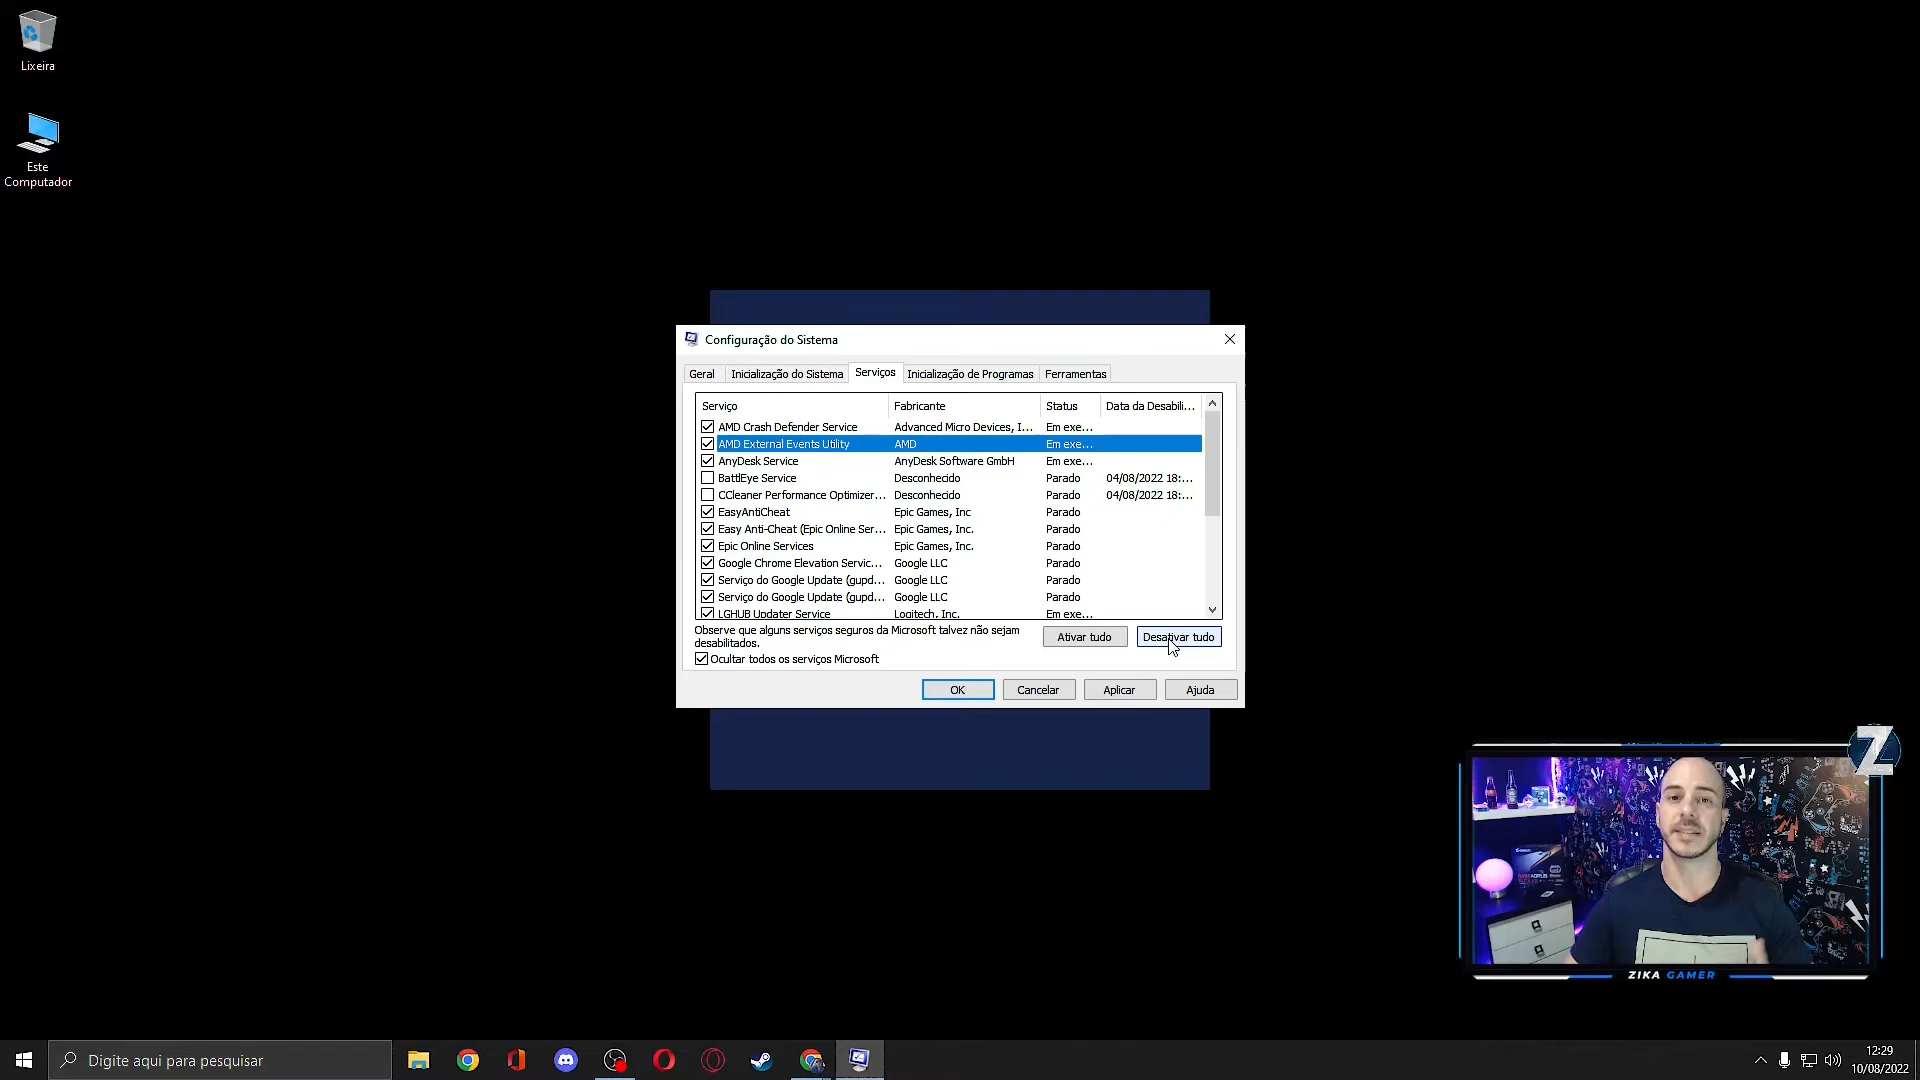 Lixeira
Este
Computador
Configuração do Sistema
Geral
Inicialização do Sistema
Serviços
Inicialização de Programas
Ferramentas
Serviço Fabricante Status Data da Desabili...
AMD Crash Defender Service Advanced Micro Devices, I... Em exe...
AMD External Events Utility AMD Em exe...
AnyDesk Service AnyDesk Software GmbH Em exe...
BattlEye Service Desconhecido Parado 04/08/2022 18:...
CCleaner Performance Optimizer... Desconhecido Parado 04/08/2022 18:...
EasyAntiCheat Epic Games, Inc Parado
Easy Anti-Cheat (Epic Online Ser... Epic Games, Inc. Parado
Epic Online Services Epic Games, Inc. Parado
Google Chrome Elevation Servic... Google LLC Parado
Serviço do Google Update (gupd... Google LLC Parado
Serviço do Google Update (gupd... Google LLC Parado
LGHUB Updater Service Logitech, Inc. Em exe...
Observe que alguns serviços seguros da Microsoft talvez não sejam
desabilitados.
Ativar tudo
Desativar tudo
Ocultar todos os serviços Microsoft
OK
Cancelar
Aplicar
Ajuda
Z
ZIKA GAMER
Digite aqui para pesquisar
12:29
10/08/2022